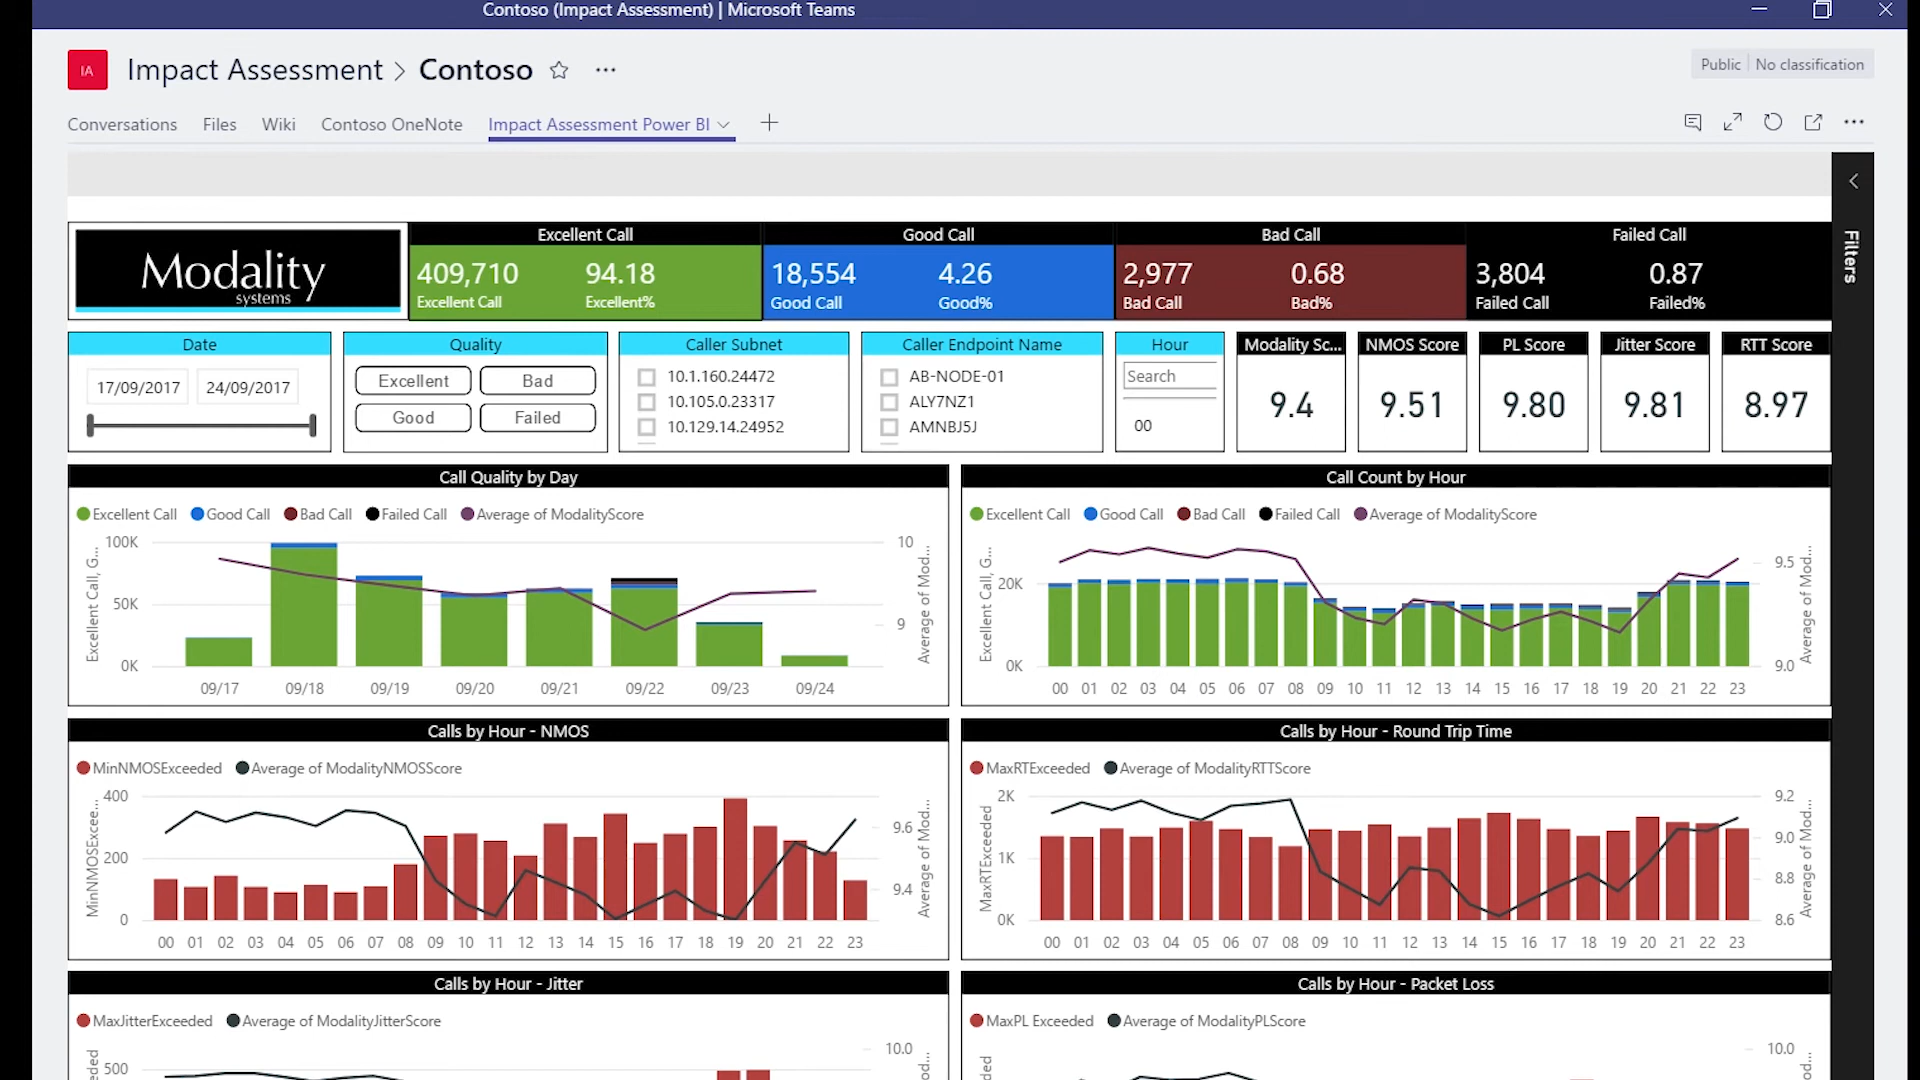 Contoso (Impact Assessment) | Microsoft Teams
IA
Impact Assessment > Contoso
Public No classification
Conversations Files Wiki Contoso OneNote Impact Assessment Power BI
Filters
Modality
systems
Excellent Call
409,710 94.18
Excellent Call Excellent%
Good Call
18,554 4.26
Good Call Good%
Bad Call
2,977 0.68
Bad Call Bad%
Failed Call
3,804 0.87
Failed Call Failed%
Date
17/09/2017 24/09/2017
Quality
Excellent Bad
Good Failed
Caller Subnet
10.1.160.24472
10.105.0.23317
10.129.14.24952
Caller Endpoint Name
AB-NODE-01
ALY7NZ1
AMNBJ5J
Hour
Search
00
Modality Sc...
9.4
NMOS Score
9.51
PL Score
9.80
Jitter Score
9.81
RTT Score
8.97
Call Quality by Day
Excellent Call Good Call Bad Call Failed Call Average of ModalityScore
Excellent Call, G...
100K
50K
0K
10
9
Average of Mod...
09/17 09/18 09/19 09/20 09/21 09/22 09/23 09/24
Call Count by Hour
Excellent Call Good Call Bad Call Failed Call Average of ModalityScore
Excellent Call, G...
20K
0K
9.5
9.0
Average of Mod...
00 01 02 03 04 05 06 07 08 09 10 11 12 13 14 15 16 17 18 19 20 21 22 23
Calls by Hour - NMOS
MinNMOSExceeded Average of ModalityNMOSScore
MinNMOSExcee...
400
200
0
9.6
9.4
Average of Mod...
00 01 02 03 04 05 06 07 08 09 10 11 12 13 14 15 16 17 18 19 20 21 22 23
Calls by Hour - Round Trip Time
MaxRTExceeded Average of ModalityRTTScore
MaxRTExceeded
2K
1K
0K
9.2
9.0
8.8
8.6
Average of Mod...
00 01 02 03 04 05 06 07 08 09 10 11 12 13 14 15 16 17 18 19 20 21 22 23
Calls by Hour - Jitter
MaxJitterExceeded Average of ModalityJitterScore
500
10.0
Calls by Hour - Packet Loss
MaxPL Exceeded Average of ModalityPLScore
10.0